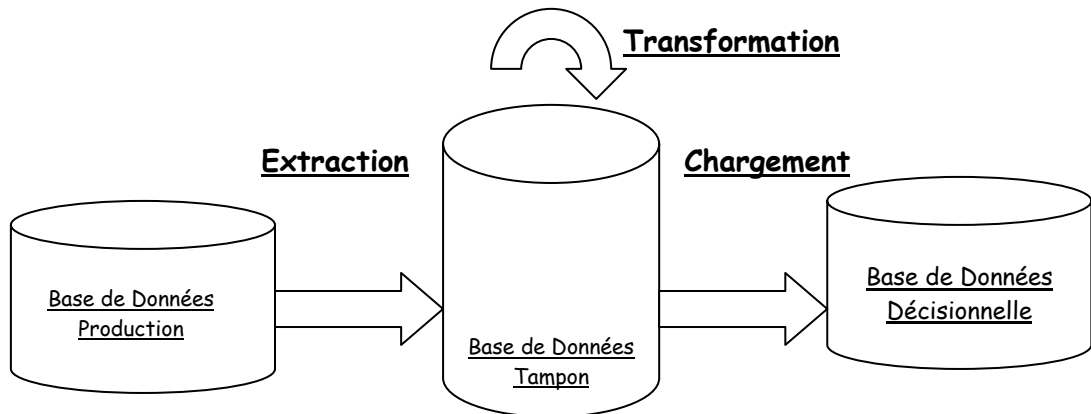 Transformation
Extraction
Chargement
Base de Données
Production
Base de Données
Tampon
Base de Données
Décisionnelle